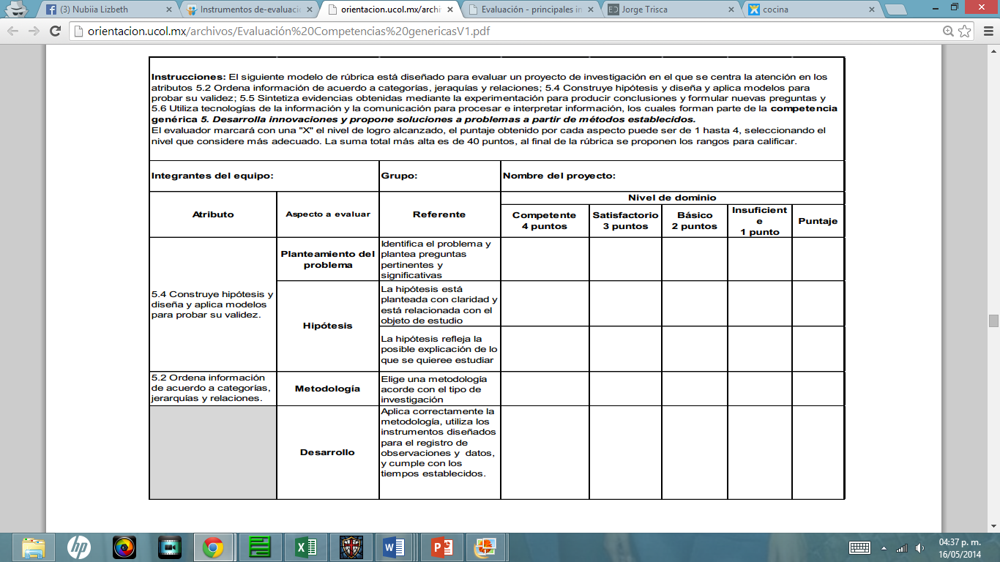 (3) Nubiia Lizbeth
Instrumentos de-evaluaci
orientacion.ucol.mx/archi
Evaluación - principales in
Jorge Trisca
cocina
orientacion.ucol.mx/archivos/Evaluación%20Competencias%20genericasV1.pdf
Instrucciones: El siguiente modelo de rúbrica está diseñado para evaluar un proyecto de investigación en el que se centra la atención en los
atributos 5.2 Ordena información de acuerdo a categorías, jeraquías y relaciones; 5.4 Construye hipótesis y diseña y aplica modelos para
probar su validez; 5.5 Sintetiza evidencias obtenidas mediante la experimentación para producir conclusiones y formular nuevas preguntas y
5.6 Utiliza tecnologías de la información y la comunicación para procesar e interpretar información, los cuales forman parte de la competencia
genérica 5. Desarrolla innovaciones y propone soluciones a problemas a partir de métodos establecidos.
El evaluador marcará con una "X" el nivel de logro alcanzado, el puntaje obtenido por cada aspecto puede ser de 1 hasta 4, seleccionando el
nivel que considere más adecuado. La suma total más alta es de 40 puntos, al final de la rúbrica se proponen los rangos para calificar.
Integrantes del equipo:
Grupo:
Nombre del proyecto:
Atributo
Aspecto a evaluar
Referente
Nivel de dominio
Competente
4 puntos
Satisfactorio
3 puntos
Básico
2 puntos
Insuficient
e
1 punto
Puntaje
5.4 Construye hipótesis y
diseña y aplica modelos
para probar su validez.
Planteamiento del
problema
Identifica el problema y
plantea preguntas
pertinentes y
significativas
Hipótesis
La hipótesis está
planteada con claridad y
está relacionada con el
objeto de estudio
La hipótesis refleja la
posible explicación de lo
que se quieree estudiar
5.2 Ordena información
de acuerdo a categorías,
jerarquías y relaciones.
Metodología
Elige una metodología
acorde con el tipo de
investigación
Desarrollo
Aplica correctamente la
metodología, utiliza los
instrumentos diseñados
para el registro de
observaciones y  datos,
y cumple con los
tiempos establecidos.
04:37 p. m.
16/05/2014